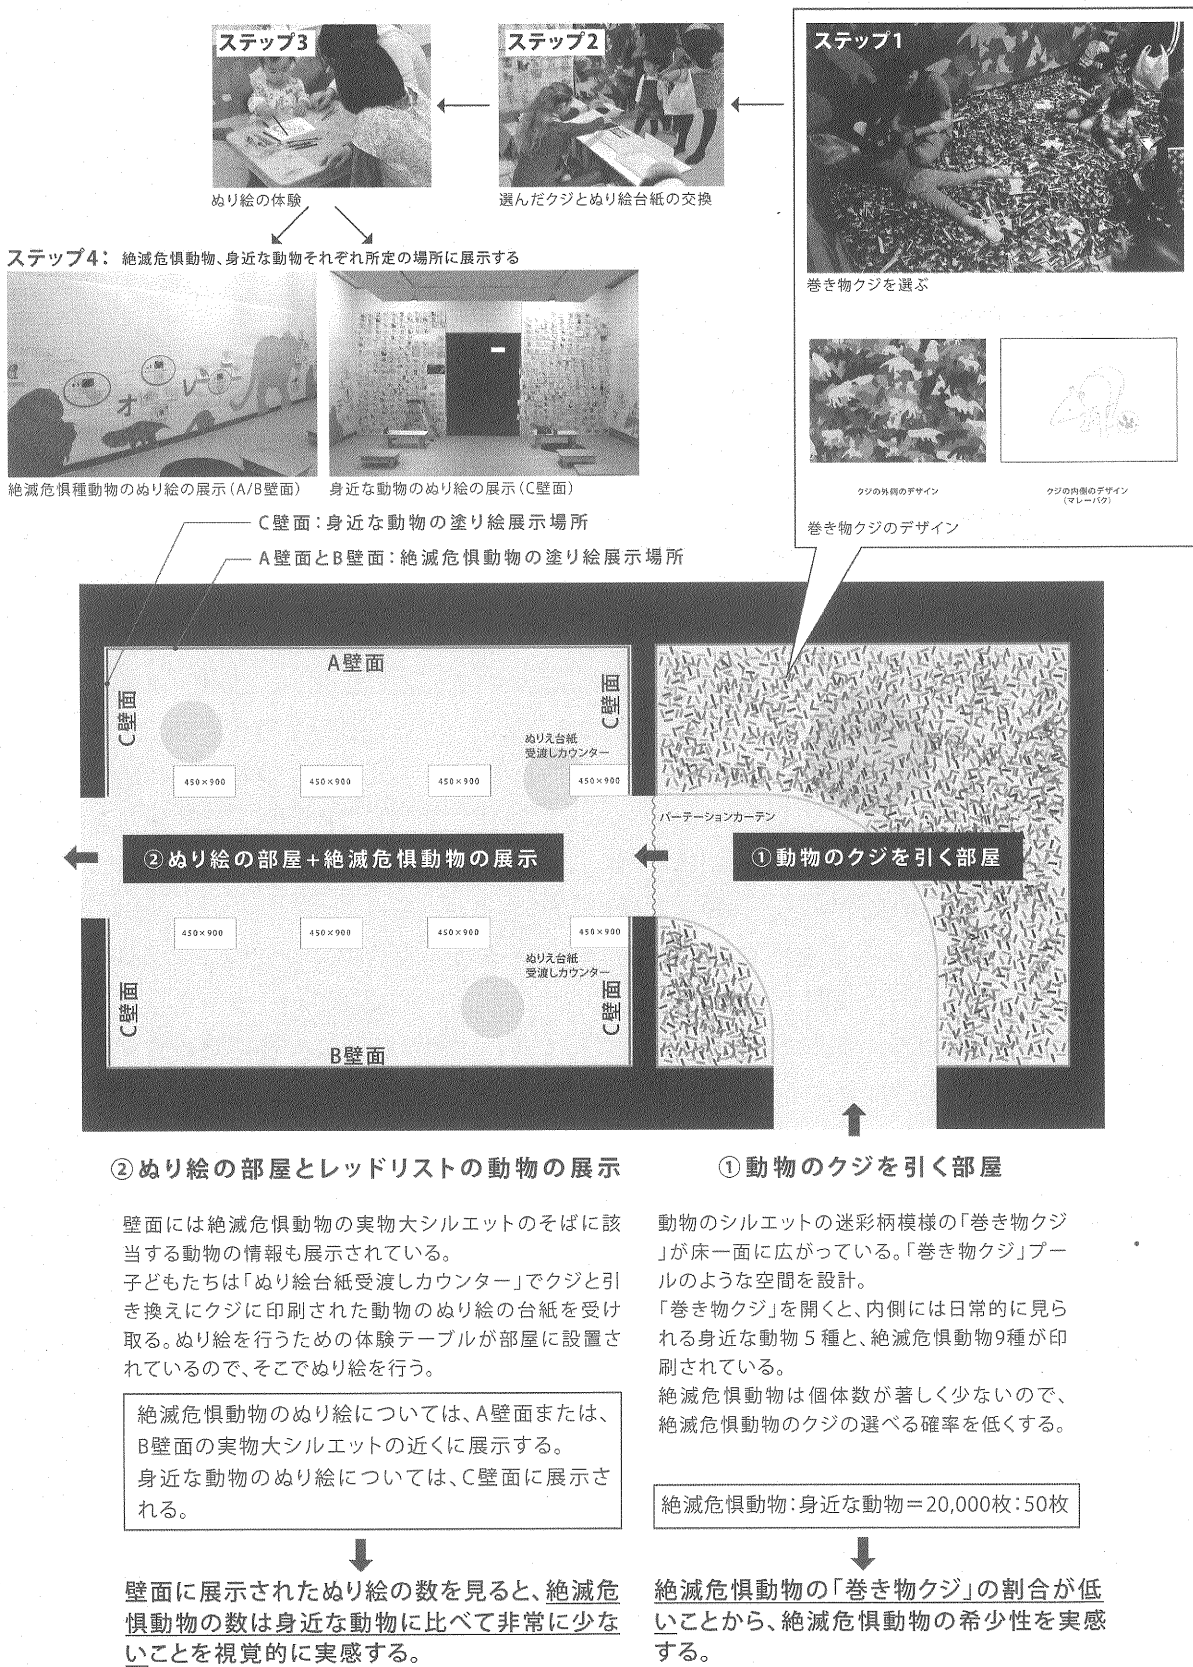 ステップ3
ステップ2
ステップ1
ぬり絵の体験
選んだクジとぬり絵台紙の交換
巻き物クジを選ぶ
ステップ4：絶滅危惧動物、身近な動物それぞれ所定の場所に展示する
オ
レ
絶滅危惧種動物のぬり絵の展示（A/B壁面）
身近な動物のぬり絵の展示（C壁面）
クジの外側のデザイン
クジの内側のデザイン
（マレーバク）
巻き物クジのデザイン
C壁面：身近な動物の塗り絵展示場所
A壁面とB壁面：絶滅危惧動物の塗り絵展示場所
A壁面
C壁面
C壁面
ぬりえ台紙
受渡しカウンター
450×900
450×900
450×900
450×900
パーテーションカーテン
②ぬり絵の部屋+絶滅危惧動物の展示
①動物のクジを引く部屋
450×900
450×900
450×900
450×900
ぬりえ台紙
受渡しカウンター
C壁面
C壁面
B壁面
②ぬり絵の部屋とレッドリストの動物の展示
壁面には絶滅危惧動物の実物大シルエットのそばに該
当する動物の情報も展示されている。
子どもたちは「ぬり絵台紙受渡しカウンター」でクジと引
き換えにクジに印刷された動物のぬり絵の台紙を受け
取る。ぬり絵を行うための体験テーブルが部屋に設置さ
れているので、そこでぬり絵を行う。
絶滅危惧動物のぬり絵については、A壁面または、
B壁面の実物大シルエットの近くに展示する。
身近な動物のぬり絵については、C壁面に展示さ
れる。
壁面に展示されたぬり絵の数を見ると、絶滅危
惧動物の数は身近な動物に比べて非常に少な
いことを視覚的に実感する。
①動物のクジを引く部屋
動物のシルエットの迷彩柄模様の「巻き物クジ
」が床一面に広がっている。「巻き物クジ」プー
ルのような空間を設計。
「巻き物クジ」を開くと、内側には日常的に見ら
れる身近な動物5種と、絶滅危惧動物9種が印
刷されている。
絶滅危惧動物は個体数が著しく少ないので、
絶滅危惧動物のクジの選べる確率を低くする。
絶滅危惧動物：身近な動物＝20,000枚：50枚
絶滅危惧動物の「巻き物クジ」の割合が低
いことから、絶滅危惧動物の希少性を実感
する。